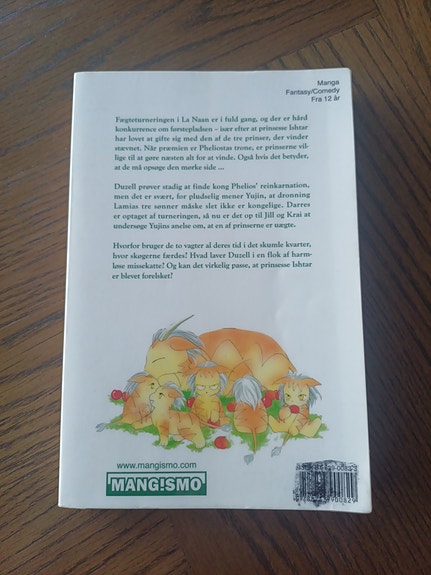 Manga
Fantasy/Comedy
Fra 12 år
Fægteturneringen i La Naan er i fuld gang, og der er hård
konkurrence om førstepladsen – især efter at prinsesse Ishtar
har lovet at gifte sig med den af de tre prinser, der vinder
stævnet. Når præmien er Pheliostas trone, er prinserne vil-
lige til at gøre næsten alt for at vinde. Også hvis det betyder,
at de må opsøge den mørke side ...
Duzell prøver stadig at finde kong Phelios' reinkarnation,
men det er svært, for pludselig mener Yujin, at dronning
Lamias tre sønner måske slet ikke er kongelige. Darres
er optaget af turneringen, så nu er det op til Jill og Krai at
undersøge Yujins anelse om, at en af prinserne er uægte.
Hvorfor bruger de to vagter al deres tid i det skumle kvarter,
hvor skøgerne færdes? Hvad laver Duzell i en flok af harm-
løse missekatte? Og kan det virkelig passe, at prinsesse Ishtar
er blevet forelsket?
www.mangismo.com
MANG!SMO